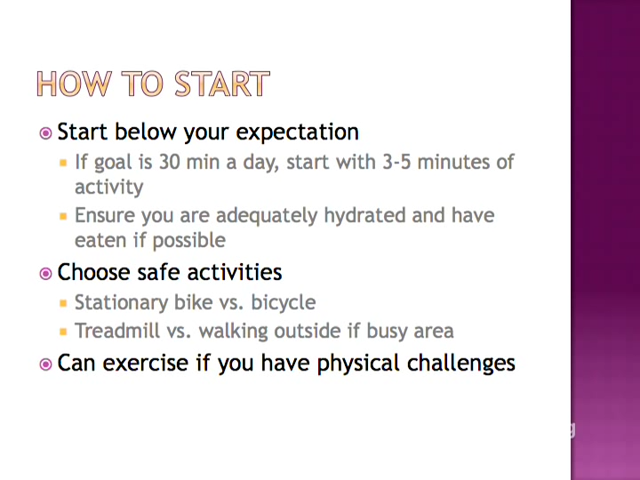 HOW TO START
Start below your expectation
If goal is 30 min a day, start with 3-5 minutes of
activity
Ensure you are adequately hydrated and have
eaten if possible
Choose safe activities
Stationary bike vs. bicycle
Treadmill vs. walking outside if busy area
Can exercise if you have physical challenges